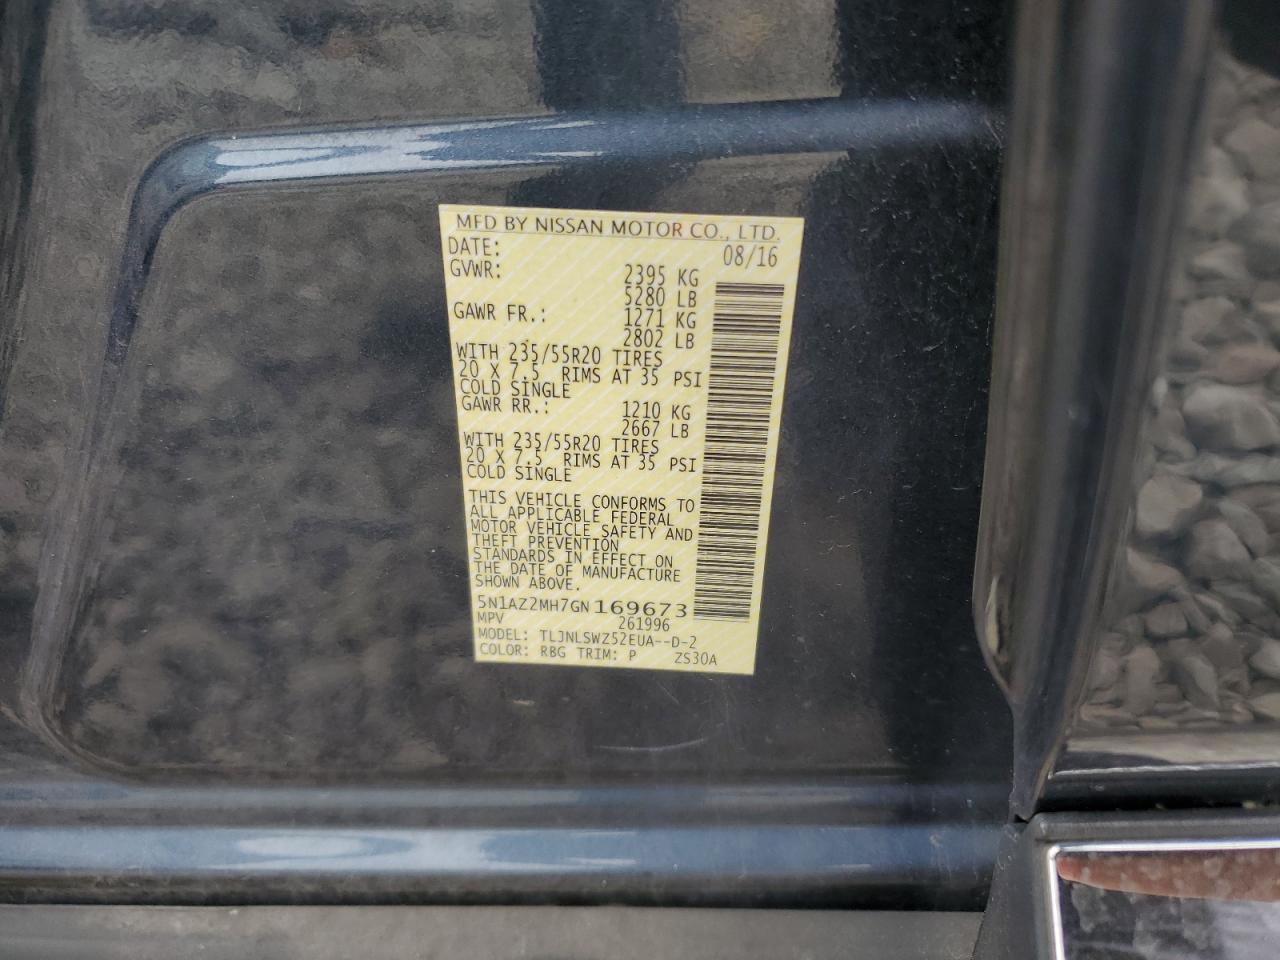 MFD BY NISSAN MOTOR CO., LTD.
DATE: 08/16
GVWR: 2395 KG
5280 LB
GAWR FR.: 1271 KG
2802 LB
WITH 235/55R20 TIRES
20 X 7.5 RIMS AT 35 PSI
COLD SINGLE
GAWR RR.: 1210 KG
2667 LB
WITH 235/55R20 TIRES
20 X 7.5 RIMS AT 35 PSI
COLD SINGLE
THIS VEHICLE CONFORMS TO
ALL APPLICABLE FEDERAL
MOTOR VEHICLE SAFETY AND
THEFT PREVENTION
STANDARDS IN EFFECT ON
THE DATE OF MANUFACTURE
SHOWN ABOVE.
5N1AZ2MH7GN169673
MPV 261996
MODEL: TLJNLSWZ52EUA--D-2
COLOR: RBG TRIM: P ZS30A